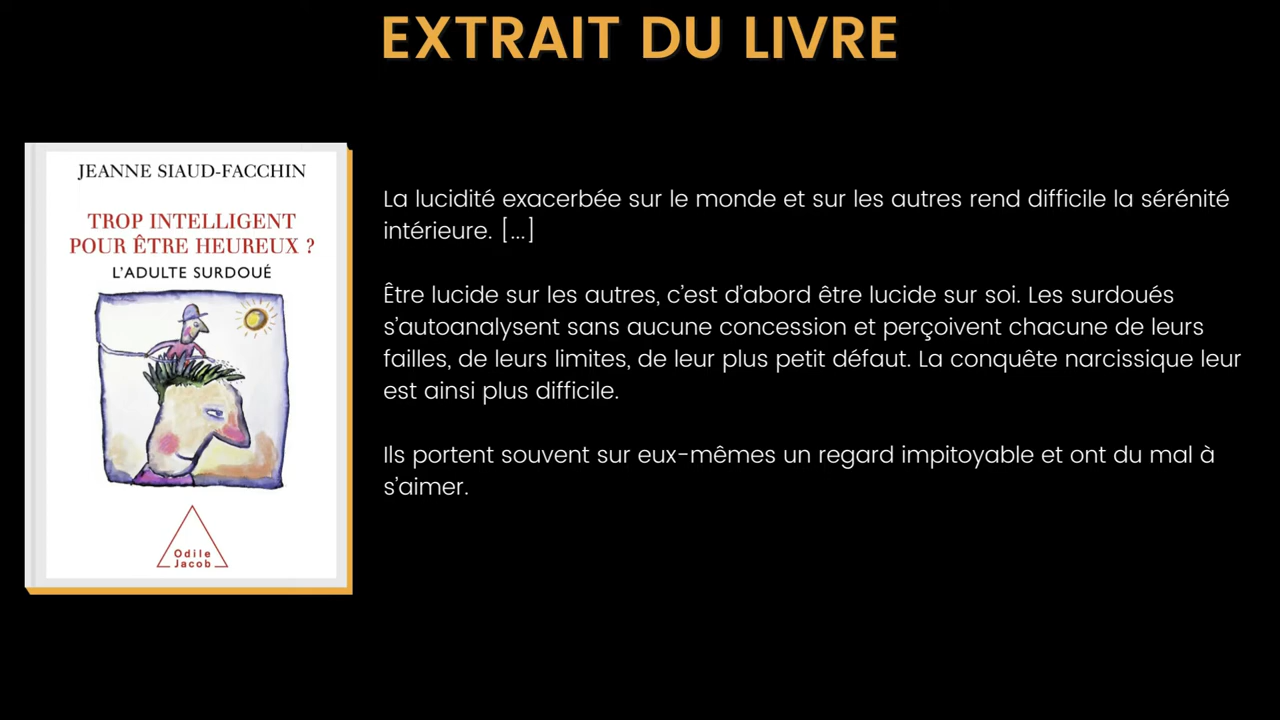 EXTRAIT DU LIVRE
JEANNE SIAUD-FACCHIN
TROP INTELLIGENT
POUR ÊTRE HEUREUX ?
L'ADULTE SURDOUÉ
Odile
Jacob
La lucidité exacerbée sur le monde et sur les autres rend difficile la sérénité
intérieure. [...]
Être lucide sur les autres, c'est d'abord être lucide sur soi. Les surdoués
s'autoanalysent sans aucune concession et perçoivent chacune de leurs
failles, de leurs limites, de leur plus petit défaut. La conquête narcissique leur
est ainsi plus difficile.
Ils portent souvent sur eux-mêmes un regard impitoyable et ont du mal à
s'aimer.